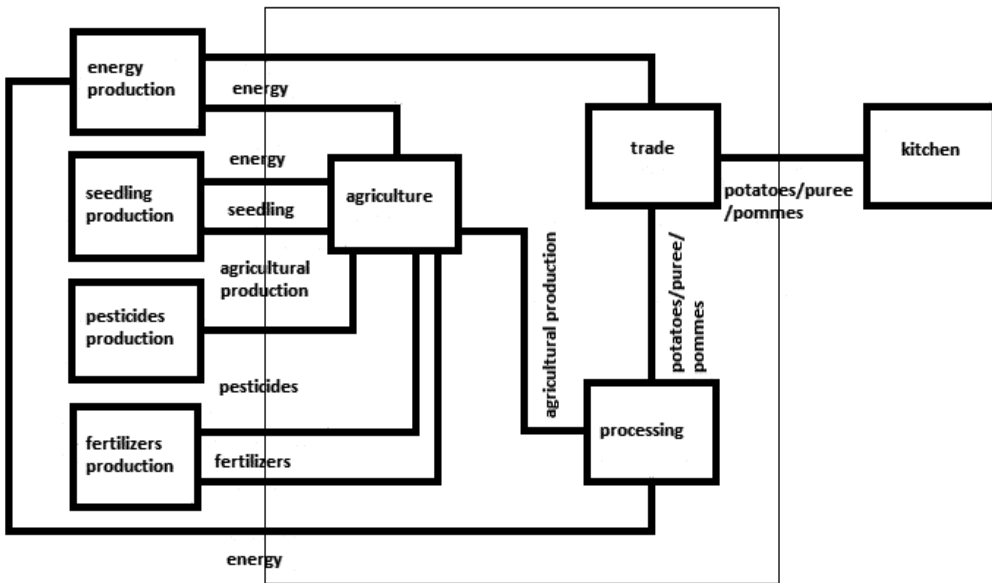 energy
production
energy
trade
kitchen
energy
seedling
production
agriculture
potatoes/puree
/pommes
seedling
agricultural
production
agricultural production
potatoes/puree/
pommes
pesticides
production
pesticides
processing
fertilizers
production
fertilizers
energy